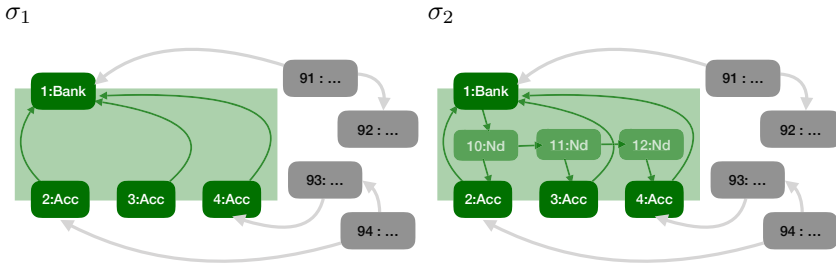 σ₁
1:Bank
91 : ...
92 : ...
93: ...
2:Acc
3:Acc
4:Acc
94 : ...
σ₂
1:Bank
91 : ...
92 : ...
10:Nd
11:Nd
12:Nd
93: ...
2:Acc
3:Acc
4:Acc
94 : ...